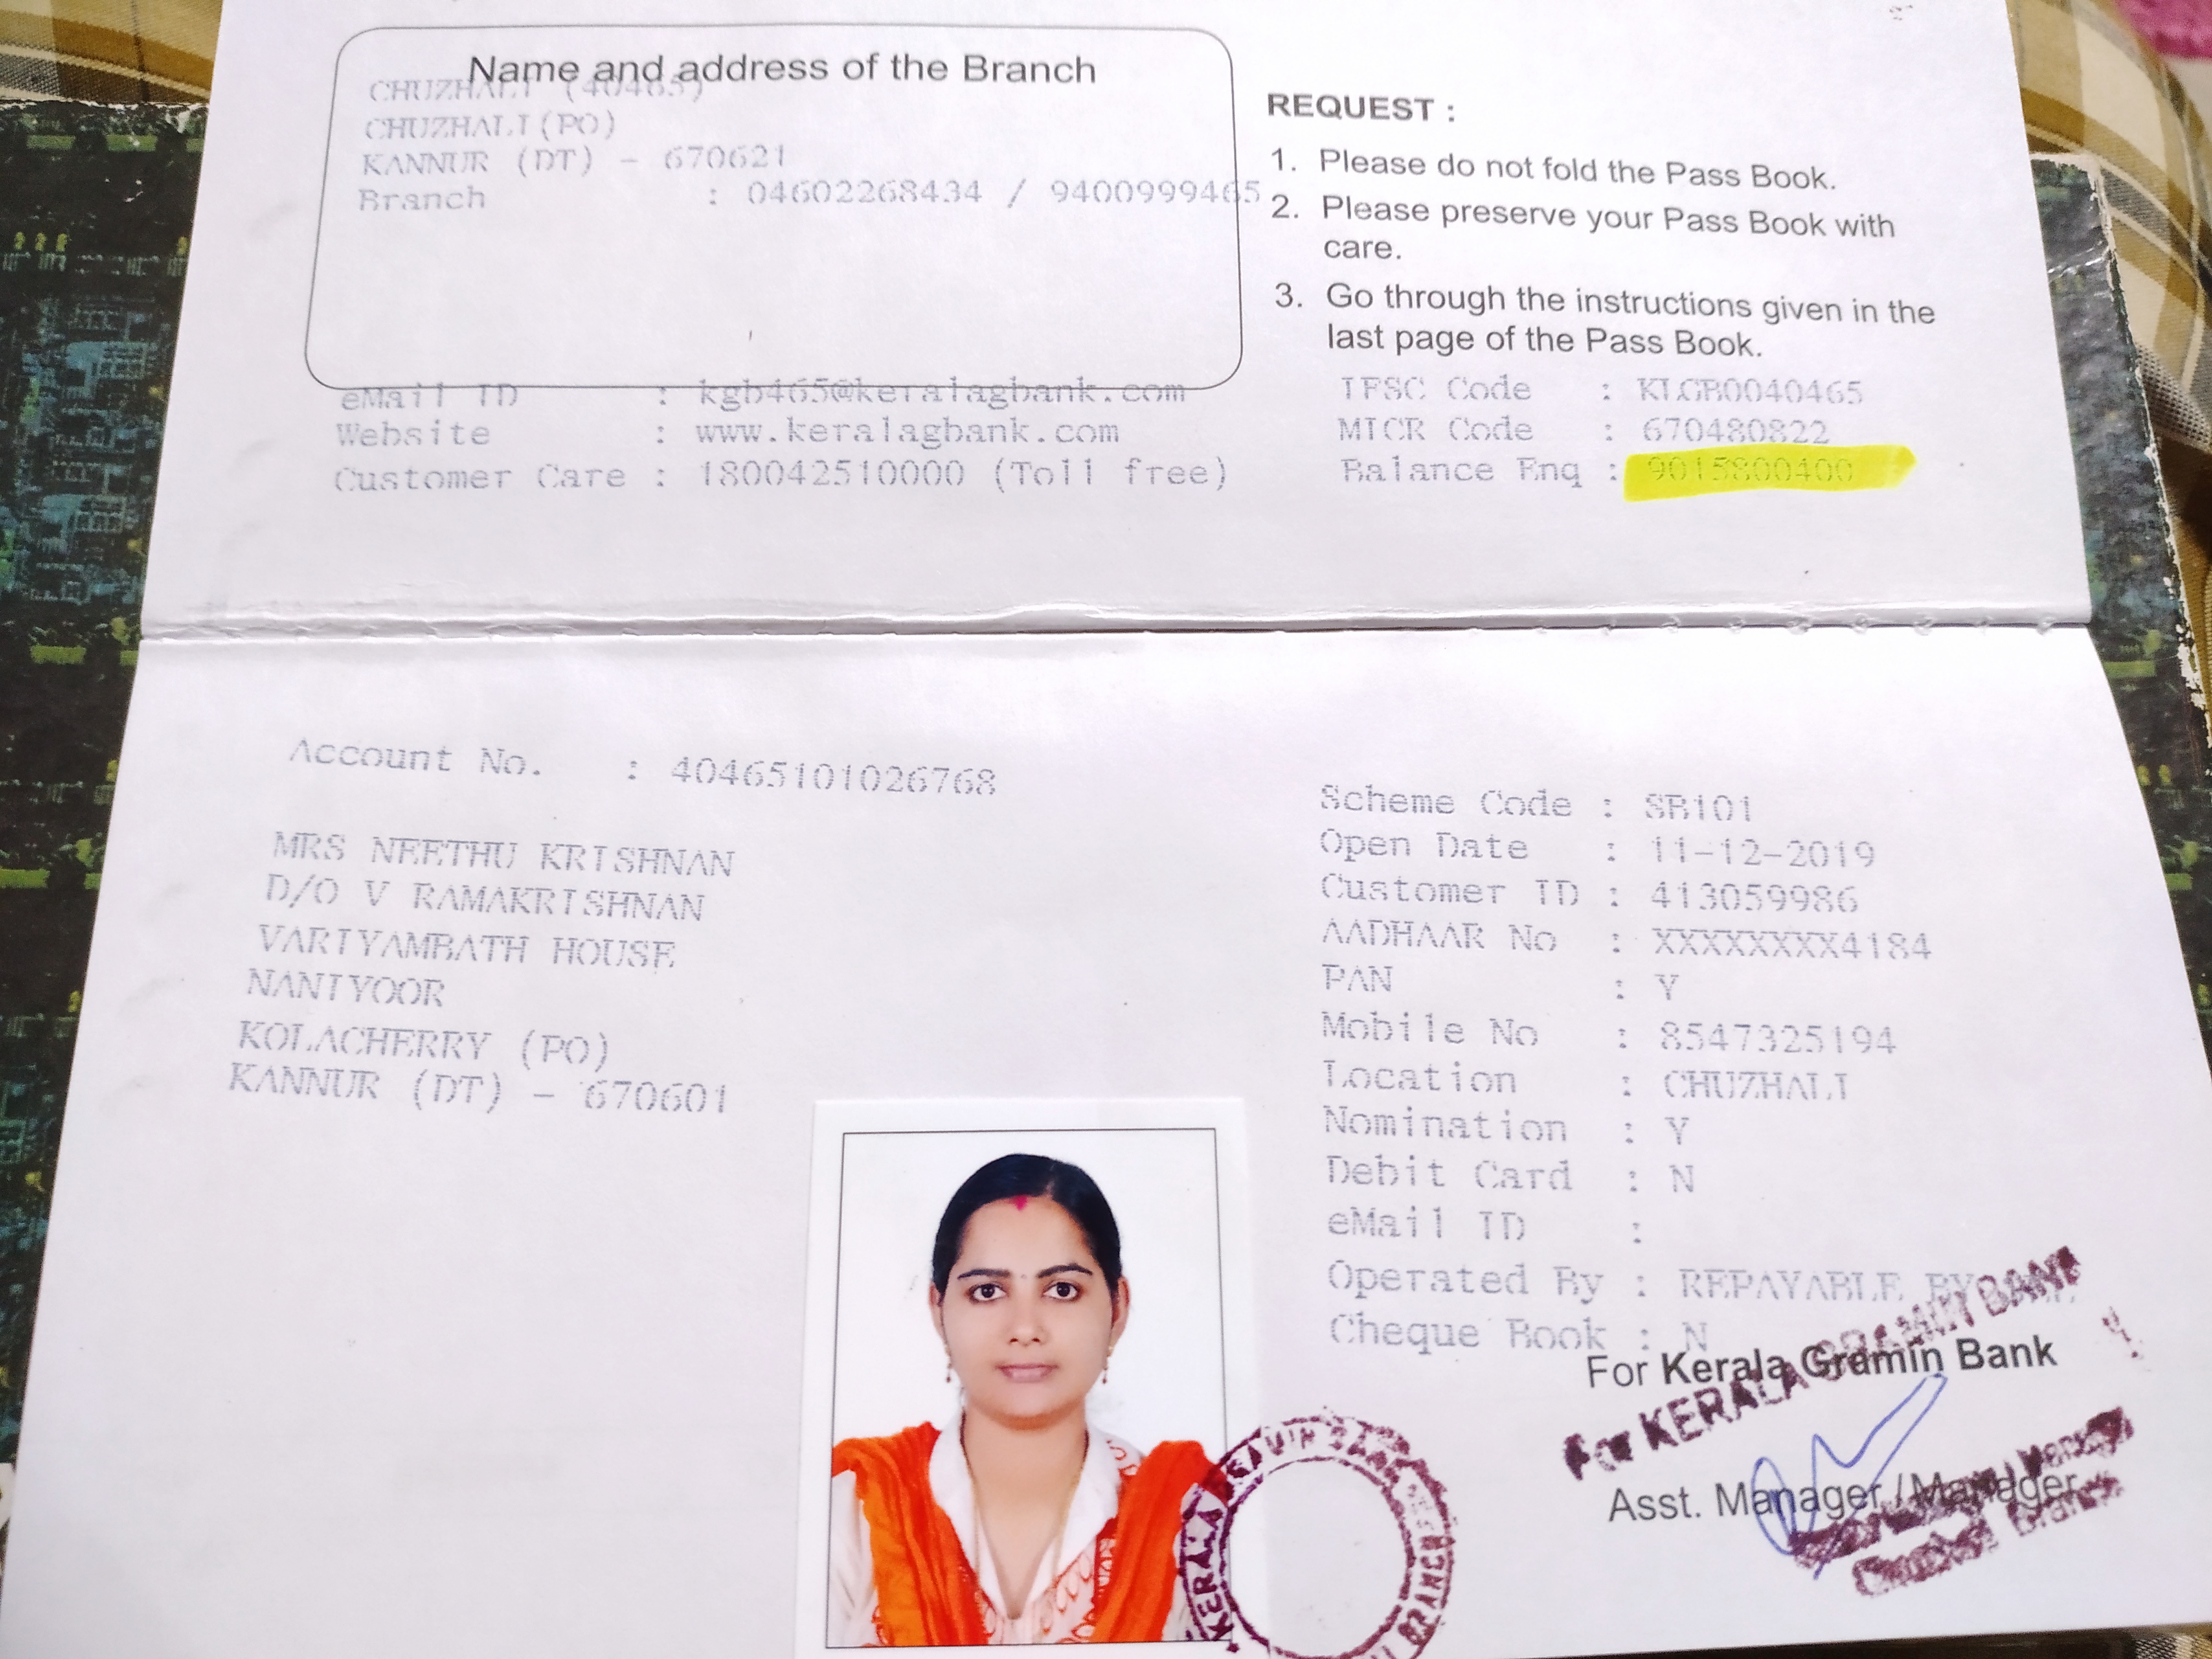 Name and address of the Branch
CHUZHALI (40465)
CHUZHALI(PO)
KANNUR (DT) - 670621
Branch : 04602268434 / 9400999465
eMail ID : kgb465@keralagbank.com
Website : www.keralagbank.com
Customer Care : 180042510000 (Toll free)
REQUEST :
1. Please do not fold the Pass Book.
2. Please preserve your Pass Book with
care.
3. Go through the instructions given in the
last page of the Pass Book.
IFSC Code : KLGB0040465
MICR Code : 670480822
Balance Enq : 9015800400
Account No. : 40465101026768
MRS NEETHU KRISHNAN
D/O V RAMAKRISHNAN
VARIYAMBATH HOUSE
NANIYOOR
KOLACHERRY (PO)
KANNUR (DT) - 670601
Scheme Code : SB101
Open Date : 11-12-2019
Customer ID : 413059986
AADHAAR No : XXXXXXXX4184
PAN : Y
Mobile No : 8547325194
Location : CHUZHALI
Nomination : Y
Debit Card : N
eMail ID :
Operated By : REPAYABLE BY
Cheque Book : N
For Kerala Gramin Bank
For KERALA GRAMIN BANK
Asst. Manager / Manager
KERALA GRAMIN BANK
BRANCH